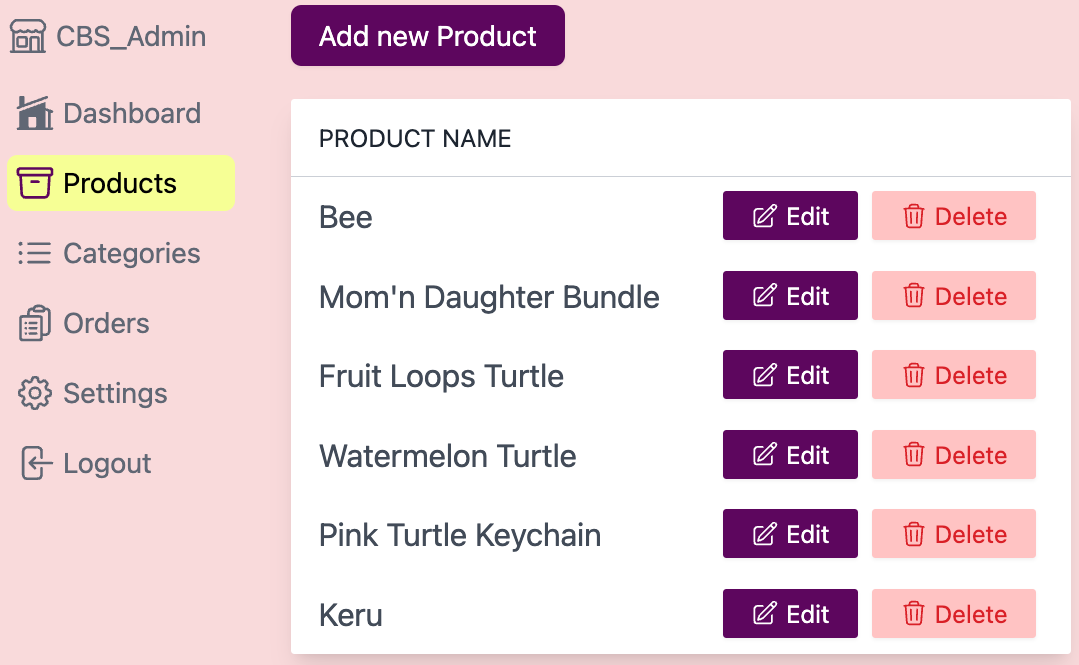 CBS_Admin
Dashboard
Products
Categories
Orders
Settings
Logout
Add new Product
PRODUCT NAME
Bee Edit Delete
Mom'n Daughter Bundle Edit Delete
Fruit Loops Turtle Edit Delete
Watermelon Turtle Edit Delete
Pink Turtle Keychain Edit Delete
Keru Edit Delete